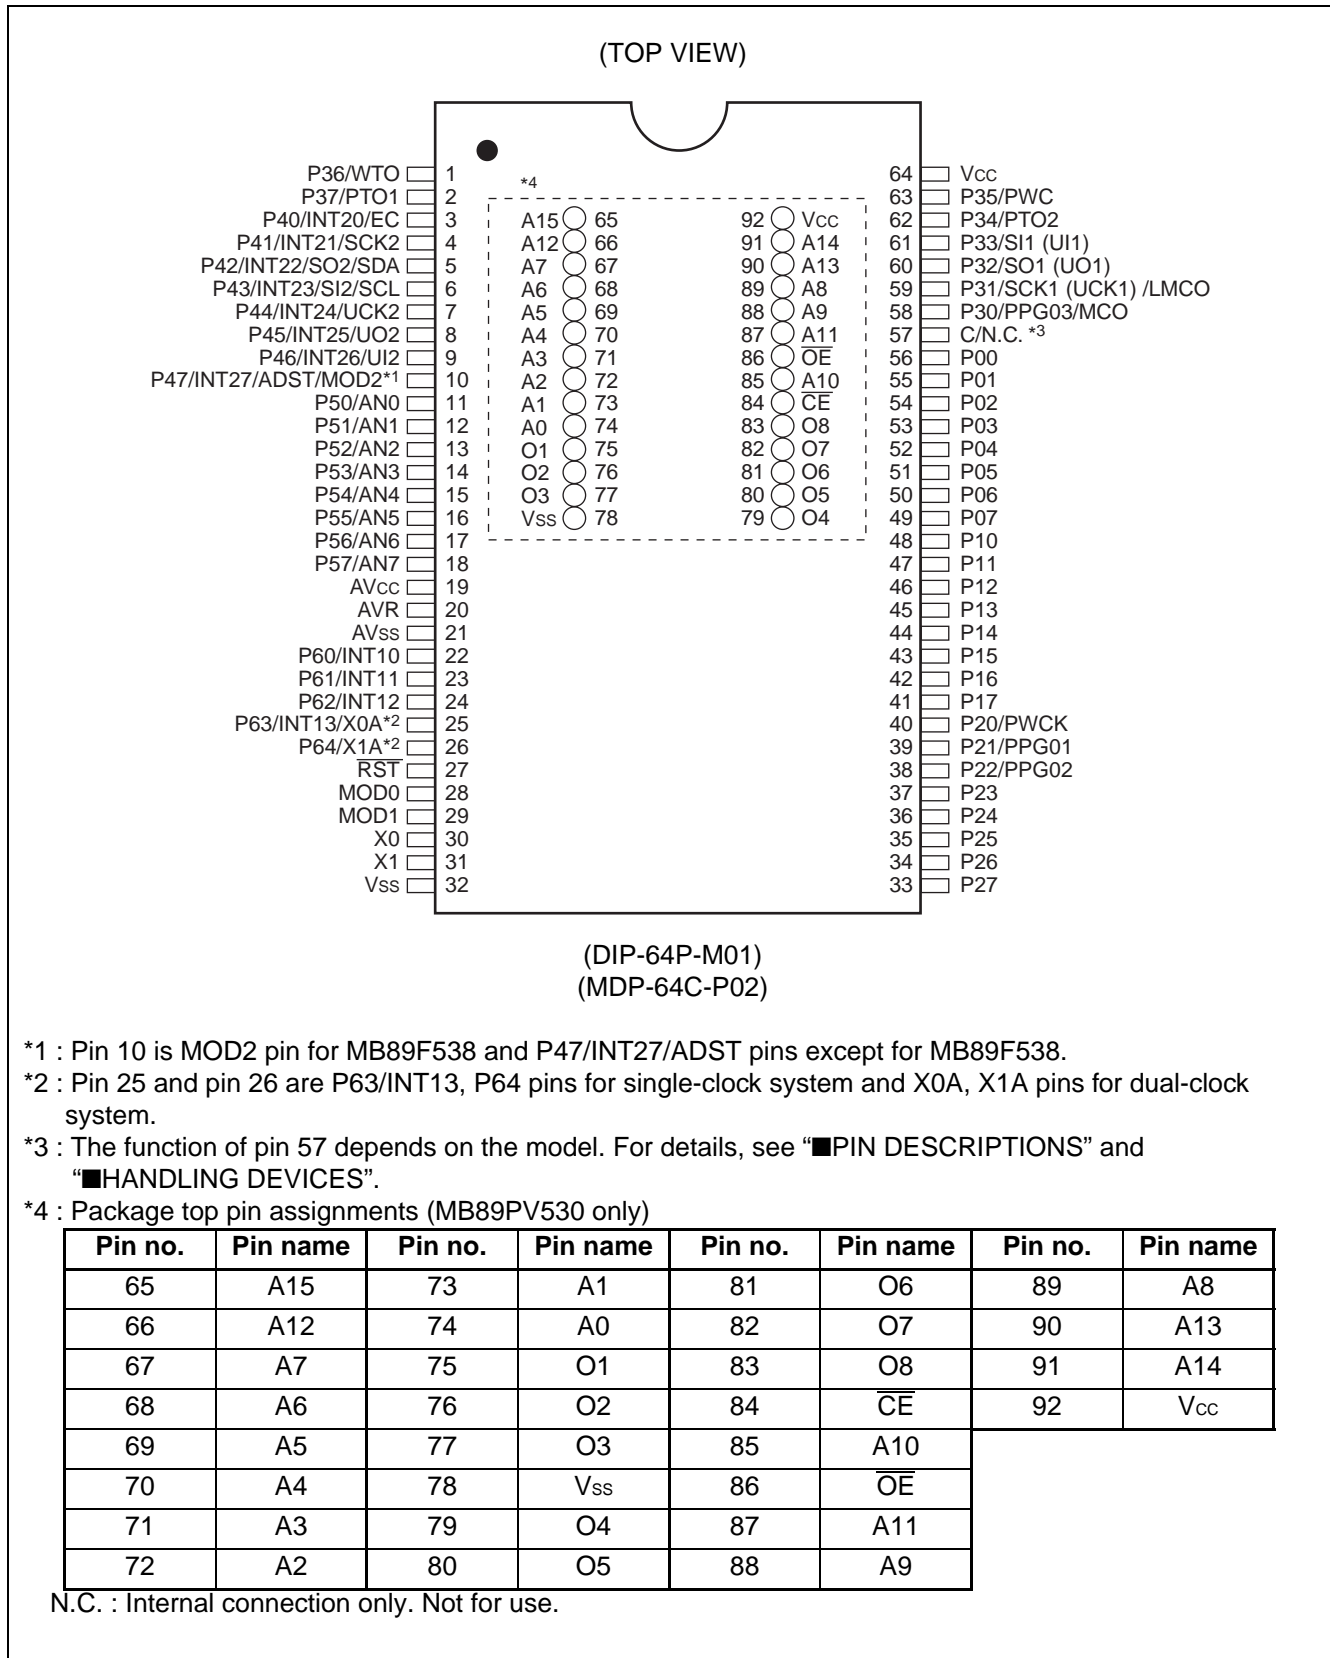 (TOP VIEW)
P36/WTO 1 *4 64 Vcc
P37/PTO1 2 63 P35/PWC
P40/INT20/EC 3 A15 65 92 Vcc 62 P34/PTO2
P41/INT21/SCK2 4 A12 66 91 A14 61 P33/SI1 (UI1)
P42/INT22/SO2/SDA 5 A7 67 90 A13 60 P32/SO1 (UO1)
P43/INT23/SI2/SCL 6 A6 68 89 A8 59 P31/SCK1 (UCK1) /LMCO
P44/INT24/UCK2 7 A5 69 88 A9 58 P30/PPG03/MCO
P45/INT25/UO2 8 A4 70 87 A11 57 C/N.C. *3
P46/INT26/UI2 9 A3 71 86 O̅E̅ 56 P00
P47/INT27/ADST/MOD2*1 10 A2 72 85 A10 55 P01
P50/AN0 11 A1 73 84 C̅E̅ 54 P02
P51/AN1 12 A0 74 83 O8 53 P03
P52/AN2 13 O1 75 82 O7 52 P04
P53/AN3 14 O2 76 81 O6 51 P05
P54/AN4 15 O3 77 80 O5 50 P06
P55/AN5 16 Vss 78 79 O4 49 P07
P56/AN6 17 48 P10
P57/AN7 18 47 P11
AVcc 19 46 P12
AVR 20 45 P13
AVss 21 44 P14
P60/INT10 22 43 P15
P61/INT11 23 42 P16
P62/INT12 24 41 P17
P63/INT13/X0A*2 25 40 P20/PWCK
P64/X1A*2 26 39 P21/PPG01
R̅S̅T̅ 27 38 P22/PPG02
MOD0 28 37 P23
MOD1 29 36 P24
X0 30 35 P25
X1 31 34 P26
Vss 32 33 P27
(DIP-64P-M01)
(MDP-64C-P02)
*1 : Pin 10 is MOD2 pin for MB89F538 and P47/INT27/ADST pins except for MB89F538.
*2 : Pin 25 and pin 26 are P63/INT13, P64 pins for single-clock system and X0A, X1A pins for dual-clock
system.
*3 : The function of pin 57 depends on the model. For details, see “■PIN DESCRIPTIONS” and
“■HANDLING DEVICES”.
*4 : Package top pin assignments (MB89PV530 only)
Pin no. Pin name Pin no. Pin name Pin no. Pin name Pin no. Pin name
65 A15 73 A1 81 O6 89 A8
66 A12 74 A0 82 O7 90 A13
67 A7 75 O1 83 O8 91 A14
68 A6 76 O2 84 C̅E̅ 92 Vcc
69 A5 77 O3 85 A10
70 A4 78 Vss 86 O̅E̅
71 A3 79 O4 87 A11
72 A2 80 O5 88 A9
N.C. : Internal connection only. Not for use.